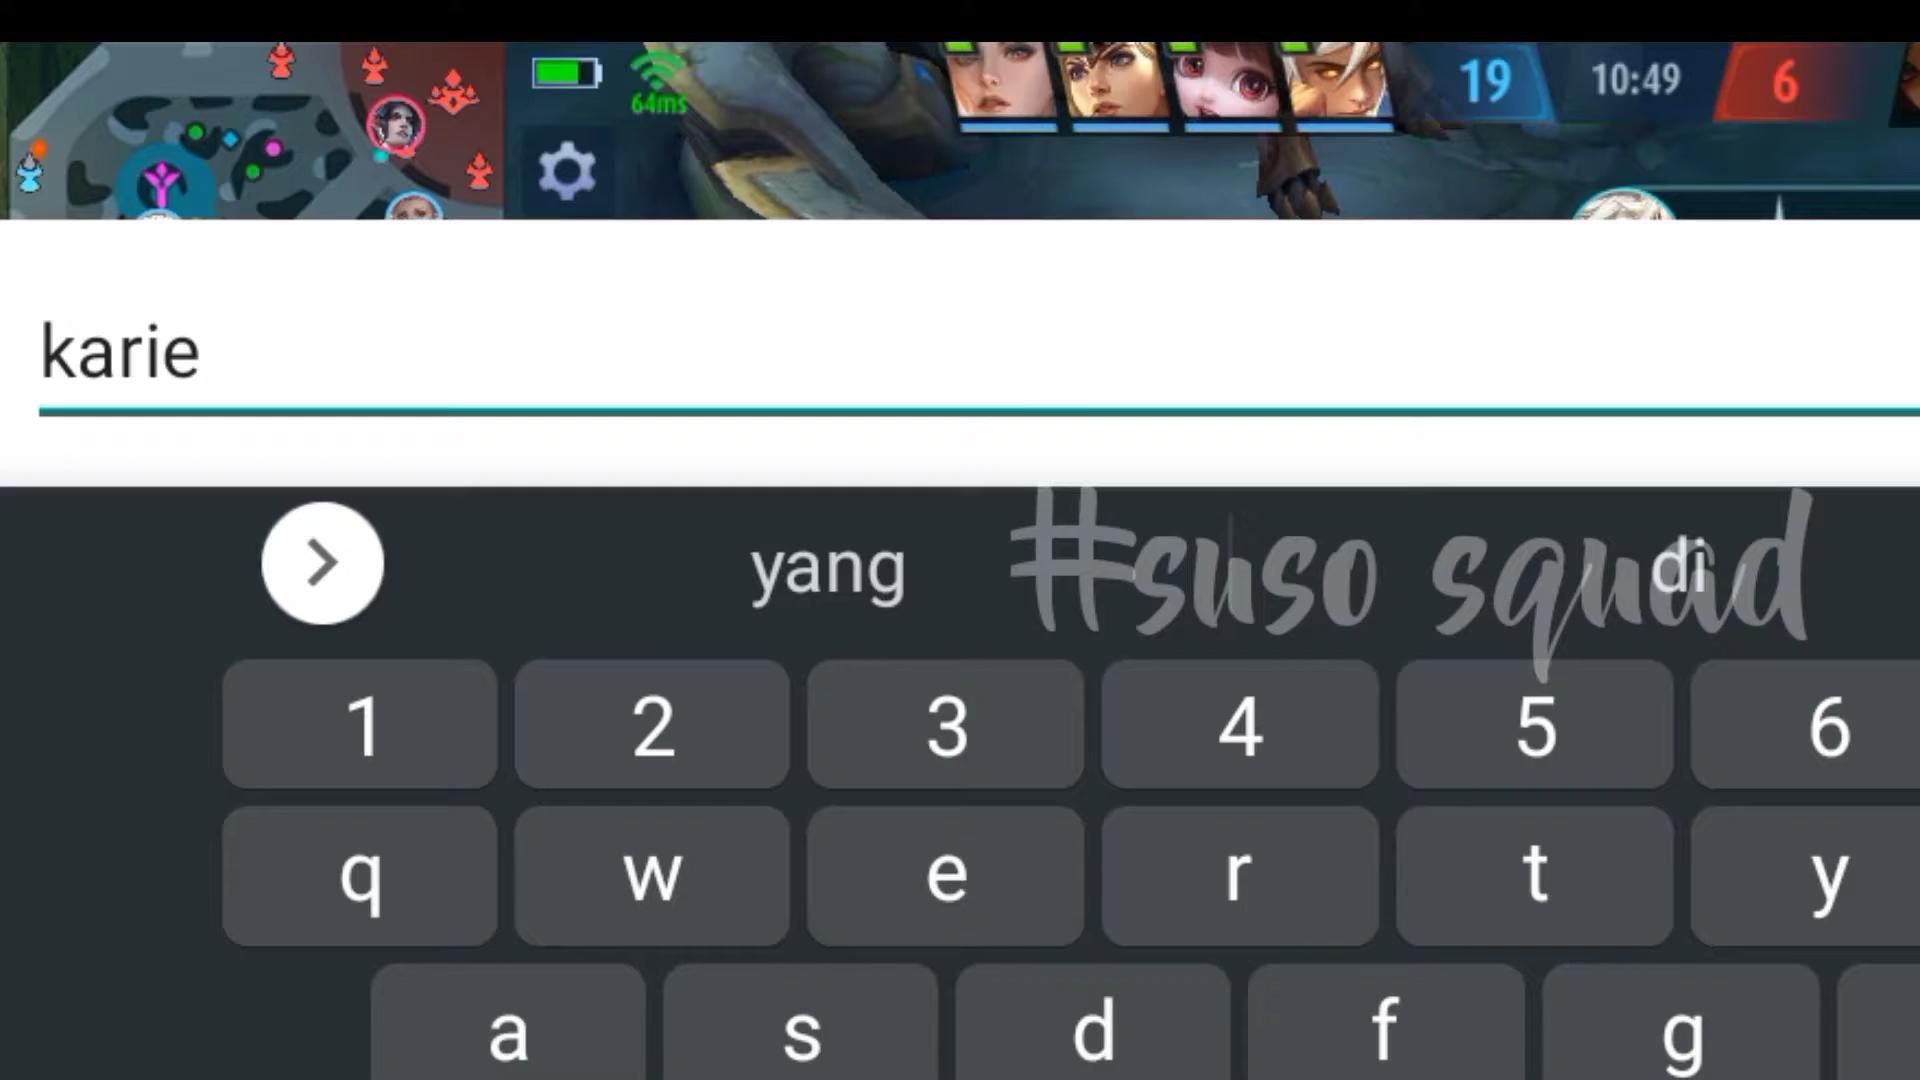 64ms
19 10:49 6
karie
yang di
#suso squad
1 2 3 4 5 6
q w e r t y
a s d f g